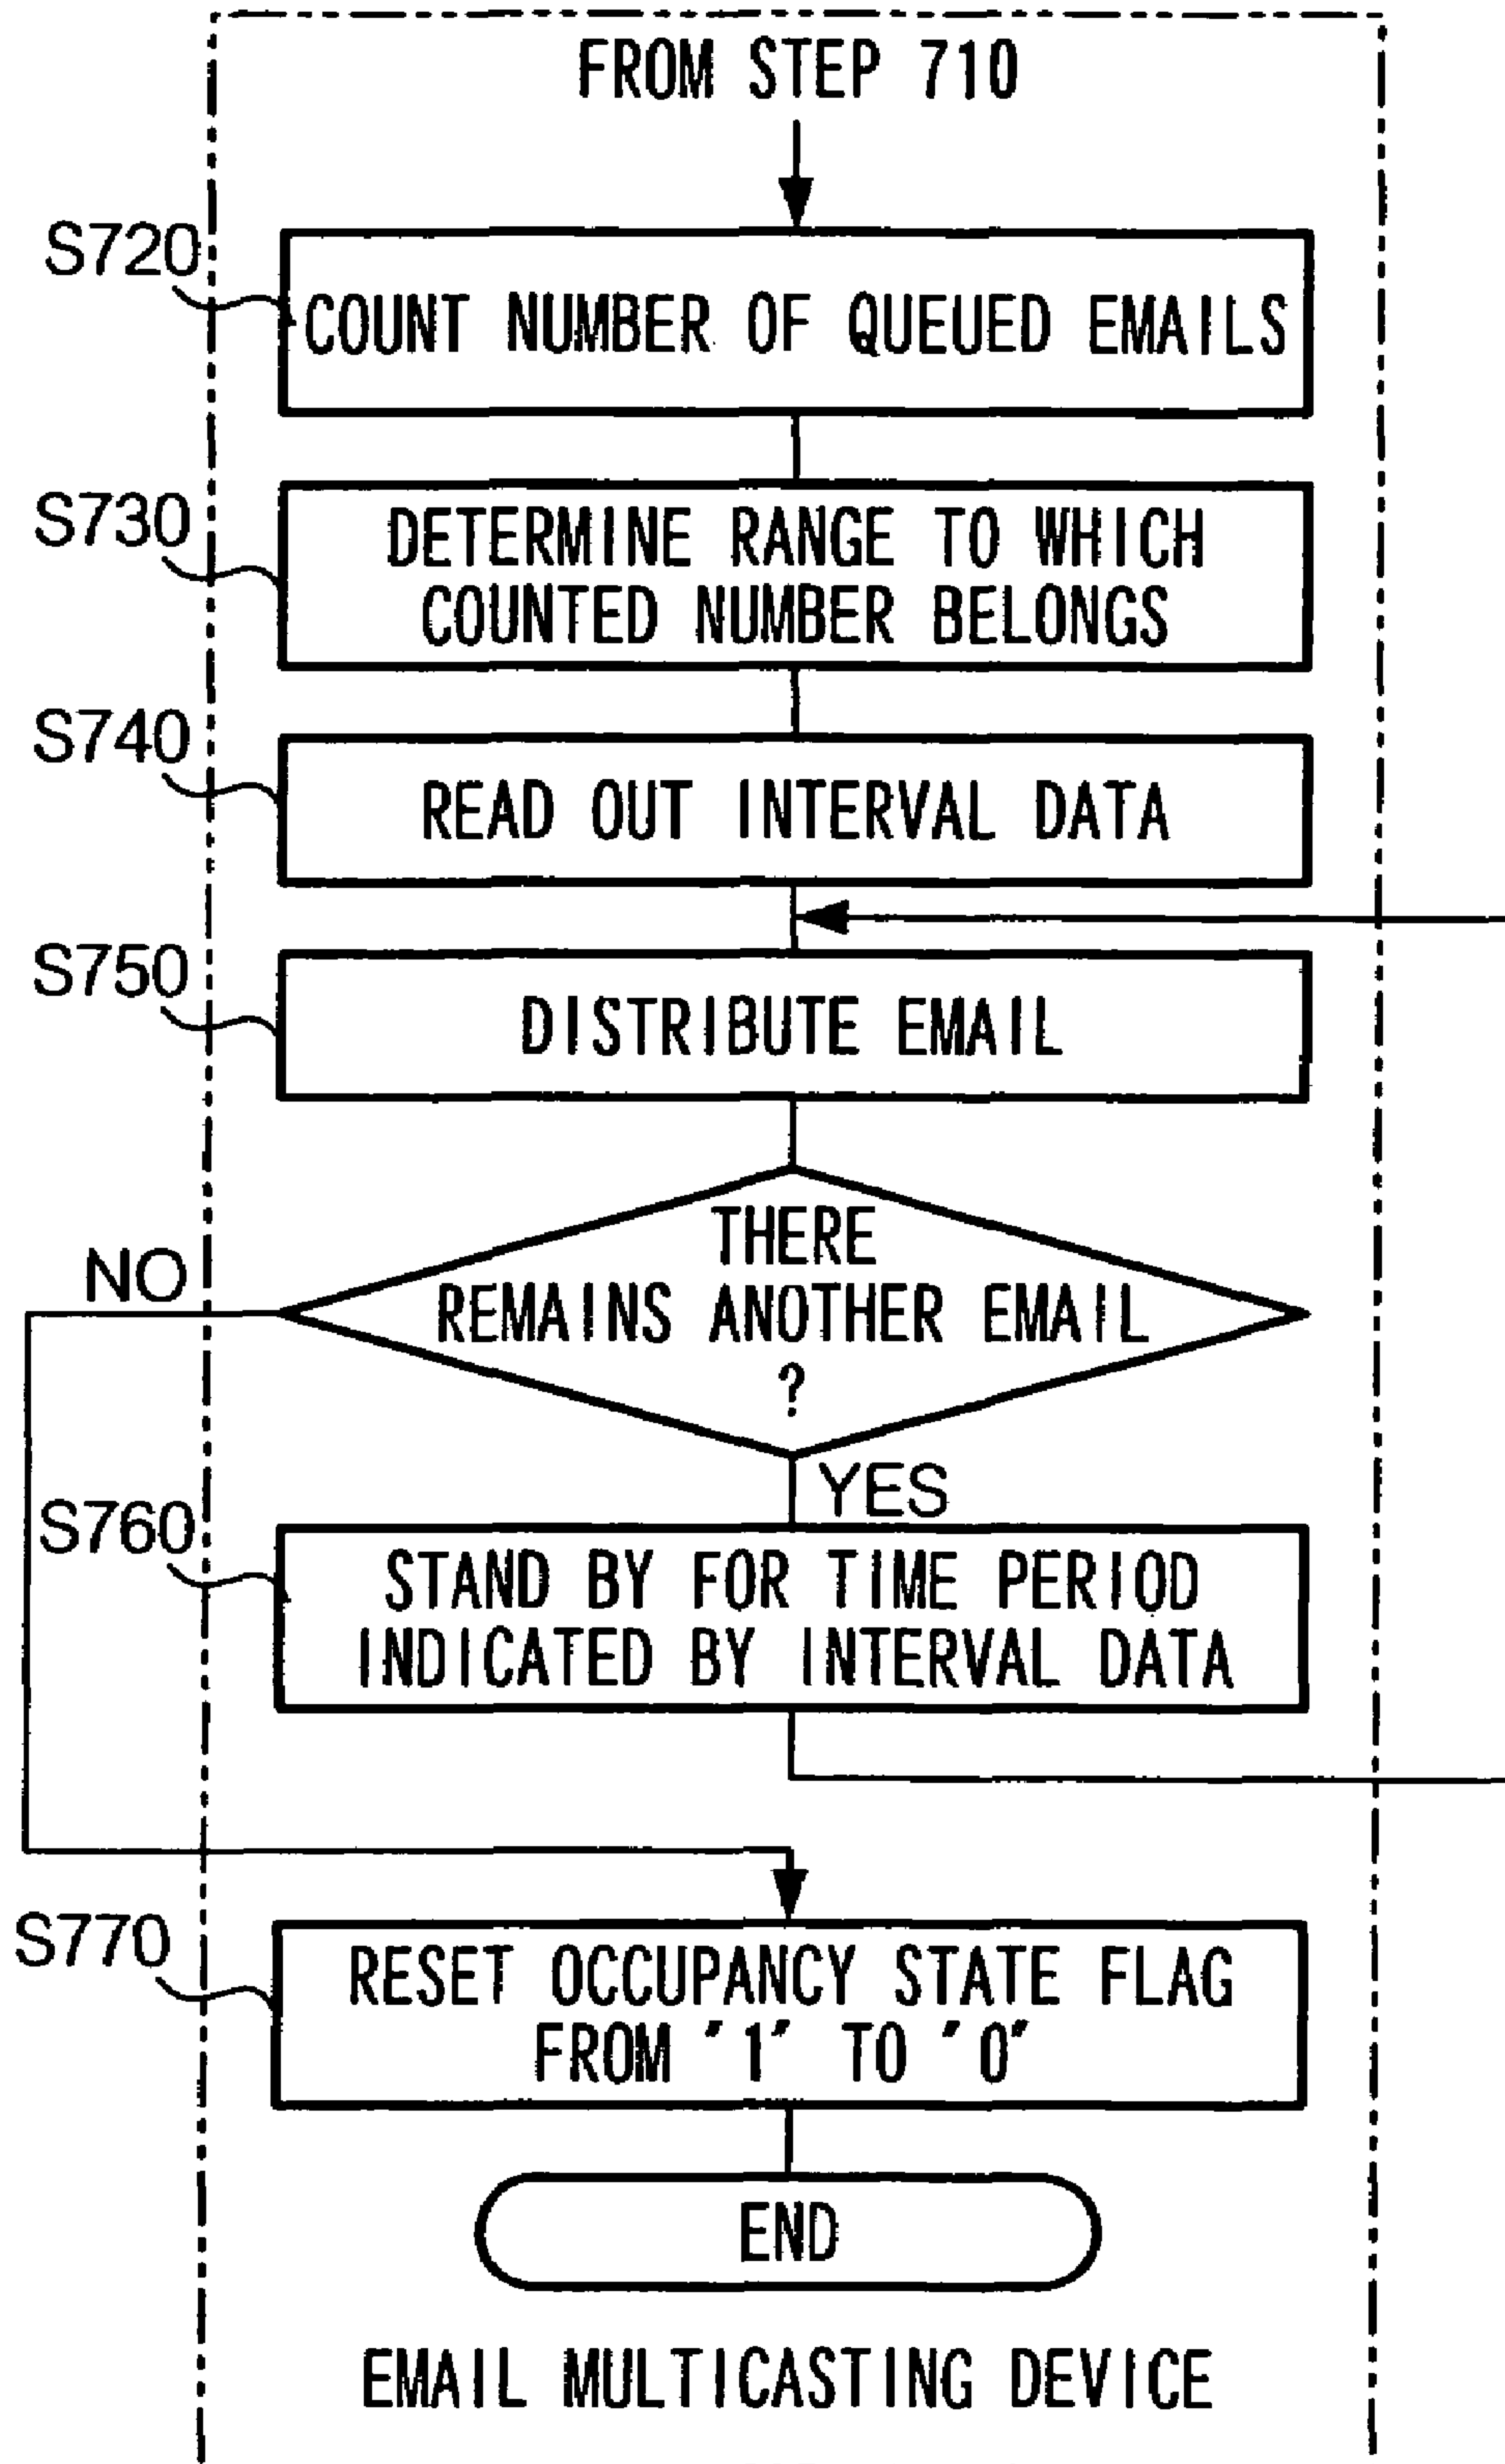 FROM STEP 710
S720
COUNT NUMBER OF QUEUED EMAILS
S730
DETERMINE RANGE TO WHICH
COUNTED NUMBER BELONGS
S740
READ OUT INTERVAL DATA
S750
DISTRIBUTE EMAIL
THERE
NO
REMAINS ANOTHER EMAIL
?
YES
S760
STAND BY FOR TIME PERIOD
INDICATED BY INTERVAL DATA
S770
RESET OCCUPANCY STATE FLAG
FROM "1" TO "0"
END
EMAIL MULTICASTING DEVICE